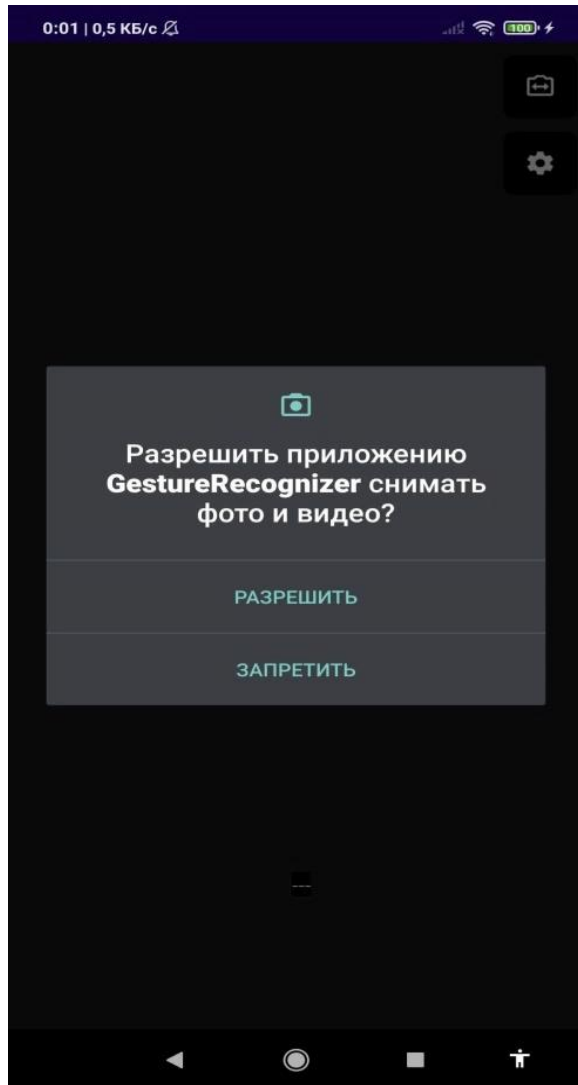 0:01 | 0,5 КБ/с
100
Разрешить приложению
GestureRecognizer снимать
фото и видео?
РАЗРЕШИТЬ
ЗАПРЕТИТЬ
---